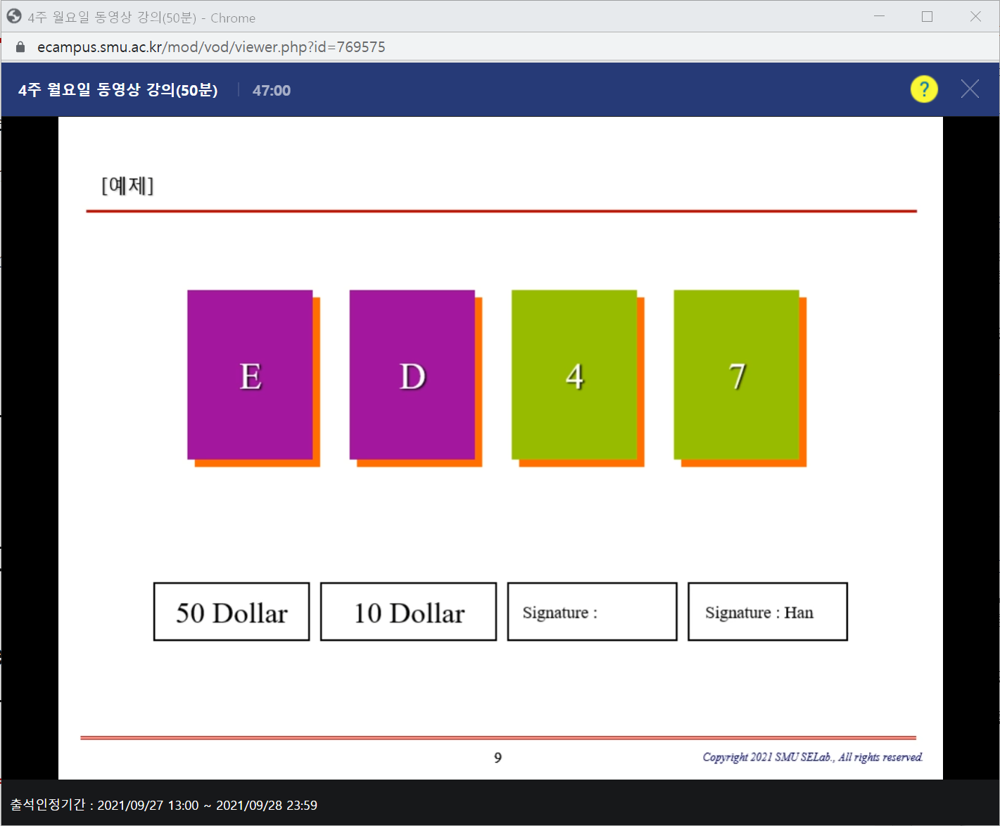 4주 월요일 동영상 강의(50분) - Chrome
ecampus.smu.ac.kr/mod/vod/viewer.php?id=769575
4주 월요일 동영상 강의(50분) 47:00 ?
[예제]
E D 4 7
50 Dollar 10 Dollar Signature : Signature : Han
9 Copyright 2021 SMU SELab., All rights reserved.
출석인정기간 : 2021/09/27 13:00 ~ 2021/09/28 23:59